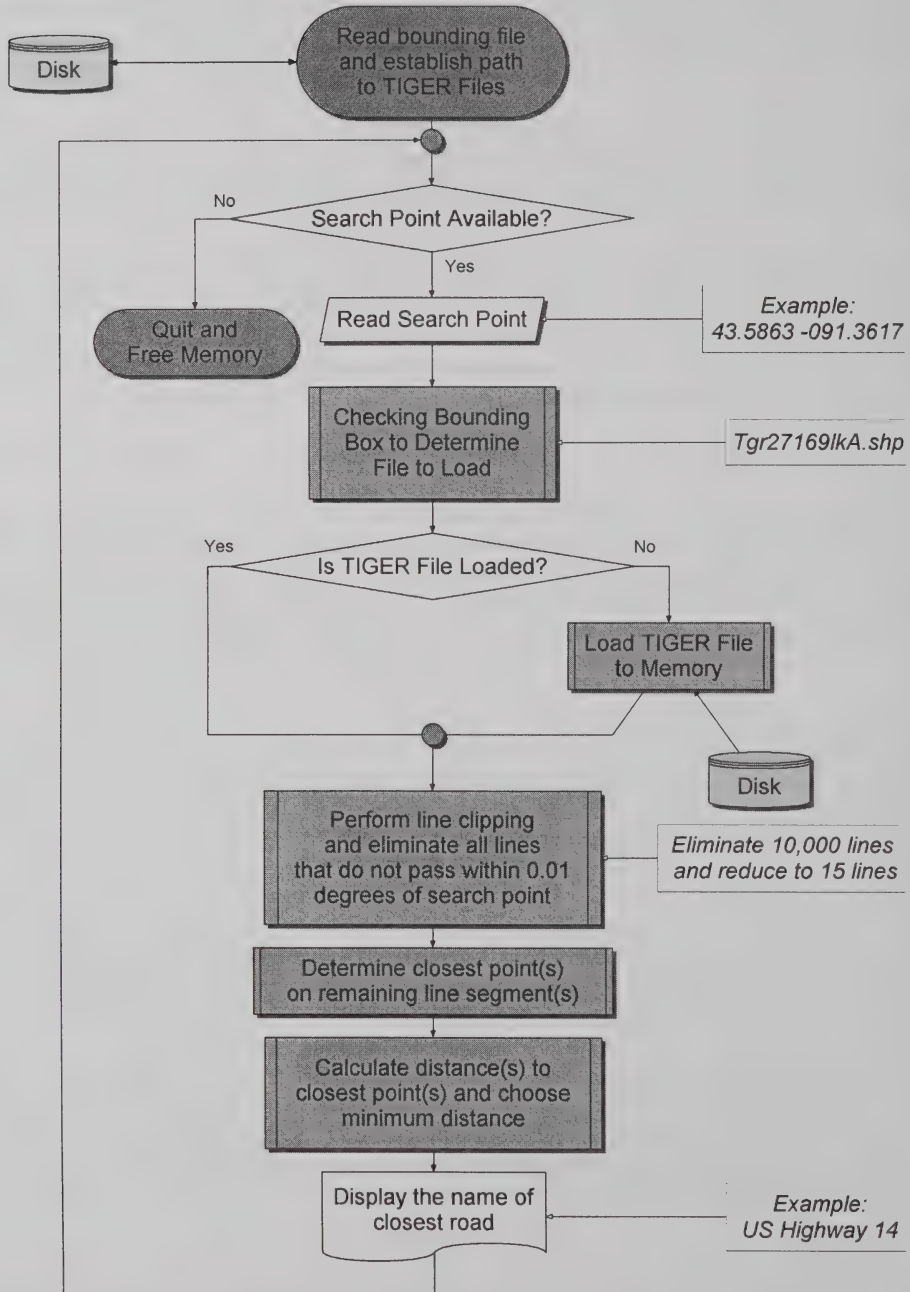 Read bounding file
and establish path
to TIGER Files
Disk
Search Point Available?
No
Yes
Quit and
Free Memory
Read Search Point
Example:
43.5863 -091.3617
Checking Bounding
Box to Determine
File to Load
Tgr27169lkA.shp
Yes
Is TIGER File Loaded?
No
Load TIGER File
to Memory
Disk
Perform line clipping
and eliminate all lines
that do not pass within 0.01
degrees of search point
Eliminate 10,000 lines
and reduce to 15 lines
Determine closest point(s)
on remaining line segment(s)
Calculate distance(s) to
closest point(s) and choose
minimum distance
Display the name of
closest road
Example:
US Highway 14